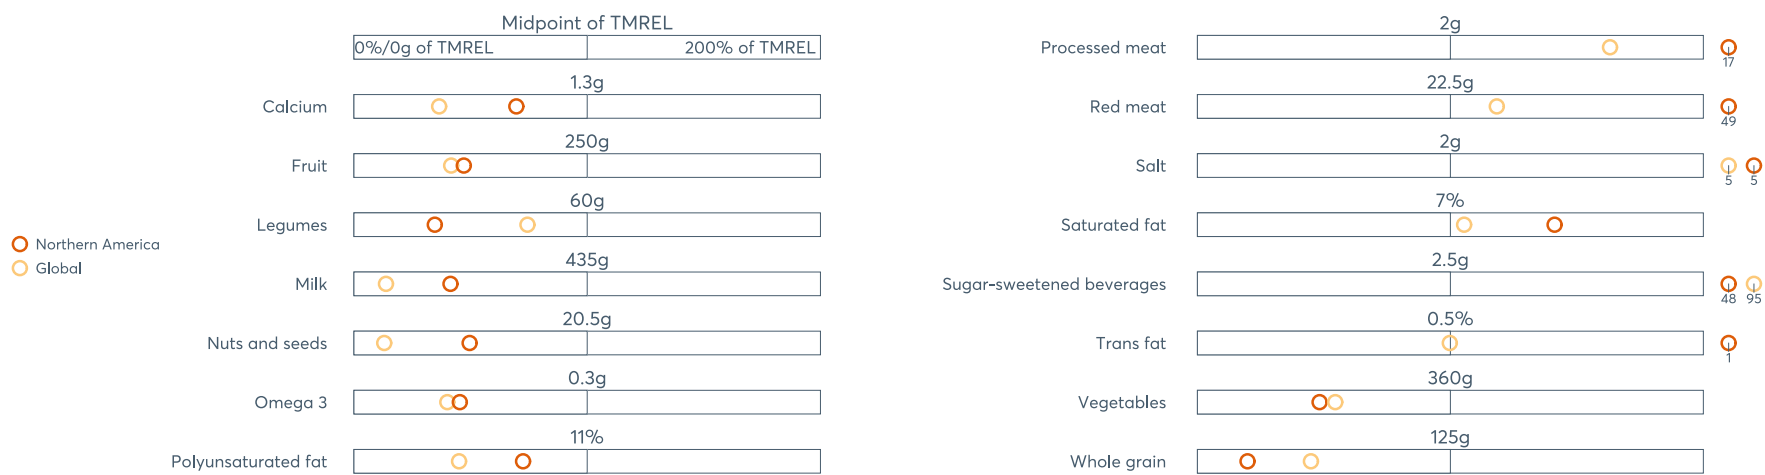 Midpoint of TMREL
0%/0g of TMREL 200% of TMREL
1.3g
Calcium
250g
Fruit
60g
Legumes
435g
Milk
20.5g
Nuts and seeds
0.3g
Omega 3
11%
Polyunsaturated fat
Northern America
Global
2g
Processed meat
17
22.5g
Red meat
49
2g
Salt
5 5
7%
Saturated fat
2.5g
Sugar-sweetened beverages
48 95
0.5%
Trans fat
1
360g
Vegetables
125g
Whole grain